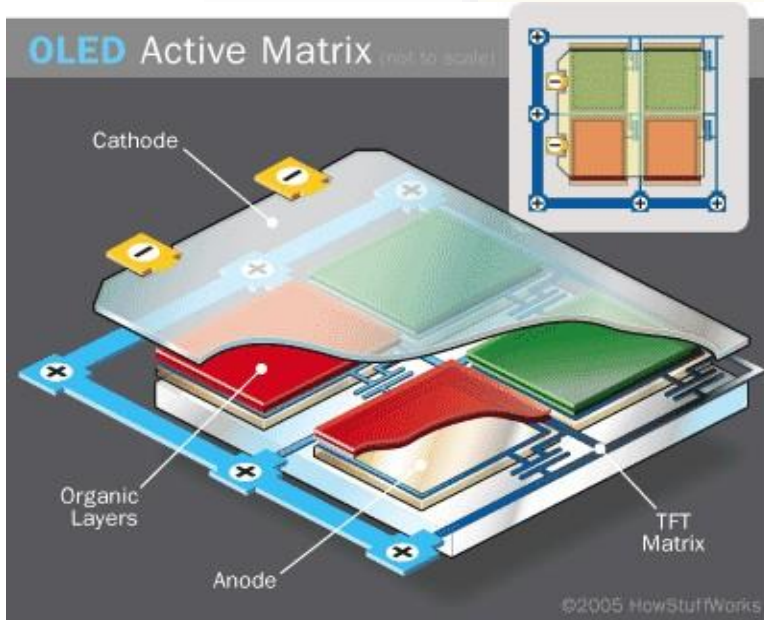 OLED Active Matrix (not to scale)
Cathode
Organic
Layers
Anode
TFT
Matrix
©2005 HowStuffWorks